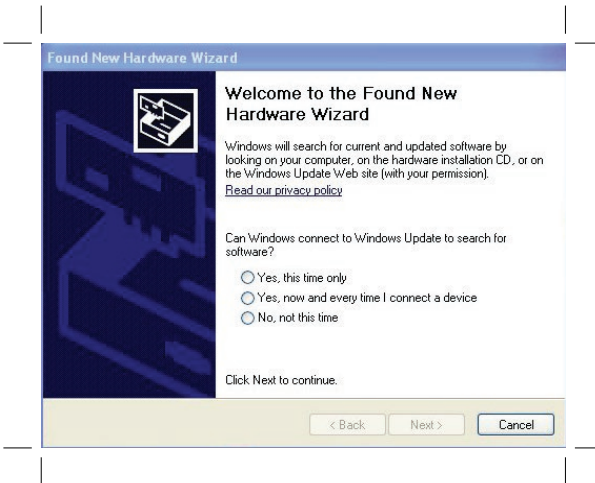 Found New Hardware Wizard
Welcome to the Found New
Hardware Wizard
Windows will search for current and updated software by
looking on your computer, on the hardware installation CD, or on
the Windows Update Web site (with your permission).
Read our privacy policy
Can Windows connect to Windows Update to search for
software?
Yes, this time only
Yes, now and every time I connect a device
No, not this time
Click Next to continue.
< Back Next > Cancel